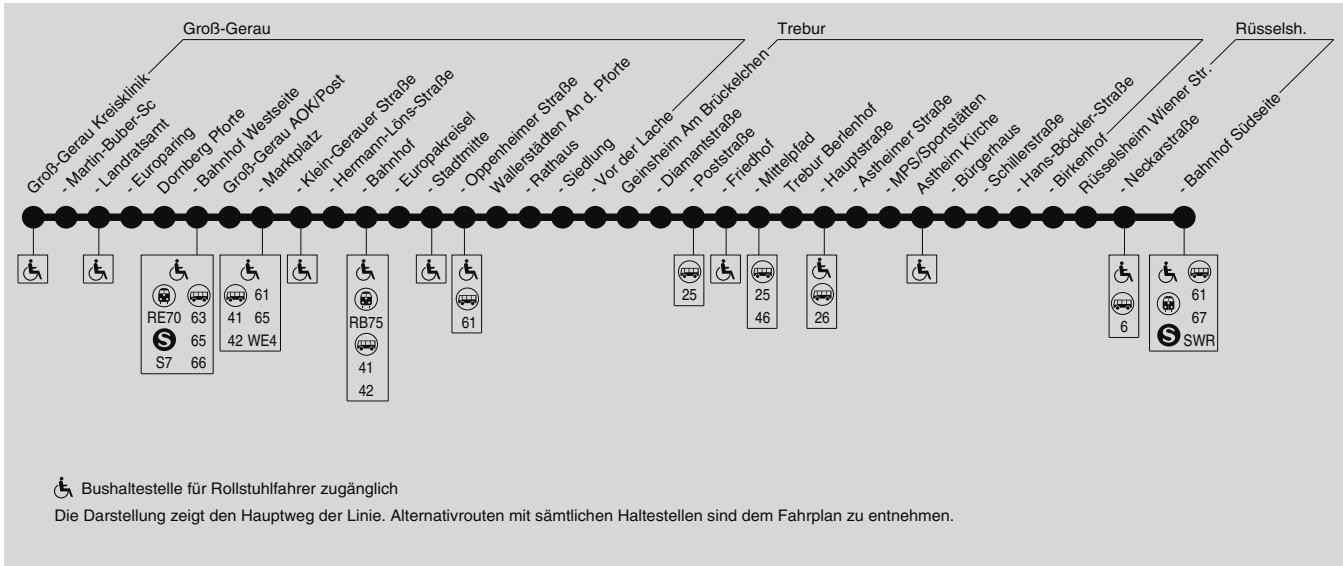 Groß-Gerau
Trebur
Rüsselsh.
Groß-Gerau Kreisklinik
- Martin-Buber-Sc
- Landratsamt
- Europaring
Dornberg Pforte
- Bahnhof Westseite
Groß-Gerau AOK/Post
- Marktplatz
- Klein-Gerauer Straße
- Hermann-Löns-Straße
- Bahnhof
- Europakreisel
- Stadtmitte
- Oppenheimer Straße
Wallerstädten An d. Pforte
- Rathaus
- Siedlung
- Vor der Lache
Geinsheim Am Brückelchen
- Diamantstraße
- Poststraße
- Friedhof
- Mittelpfad
Trebur Berlenhof
- Hauptstraße
- Astheimer Straße
- MPS/Sportstätten
Astheim Kirche
- Bürgerhaus
- Schillerstraße
- Hans-Böckler-Straße
- Birkenhof
Rüsselsheim Wiener Str.
- Neckarstraße
- Bahnhof Südseite
RE70 63
S 65
S7 66
61
41 65
42 WE4
RB75
41
42
61
25
25
46
26
6
61
67
S SWR
Bushaltestelle für Rollstuhlfahrer zugänglich
Die Darstellung zeigt den Hauptweg der Linie. Alternativrouten mit sämtlichen Haltestellen sind dem Fahrplan zu entnehmen.